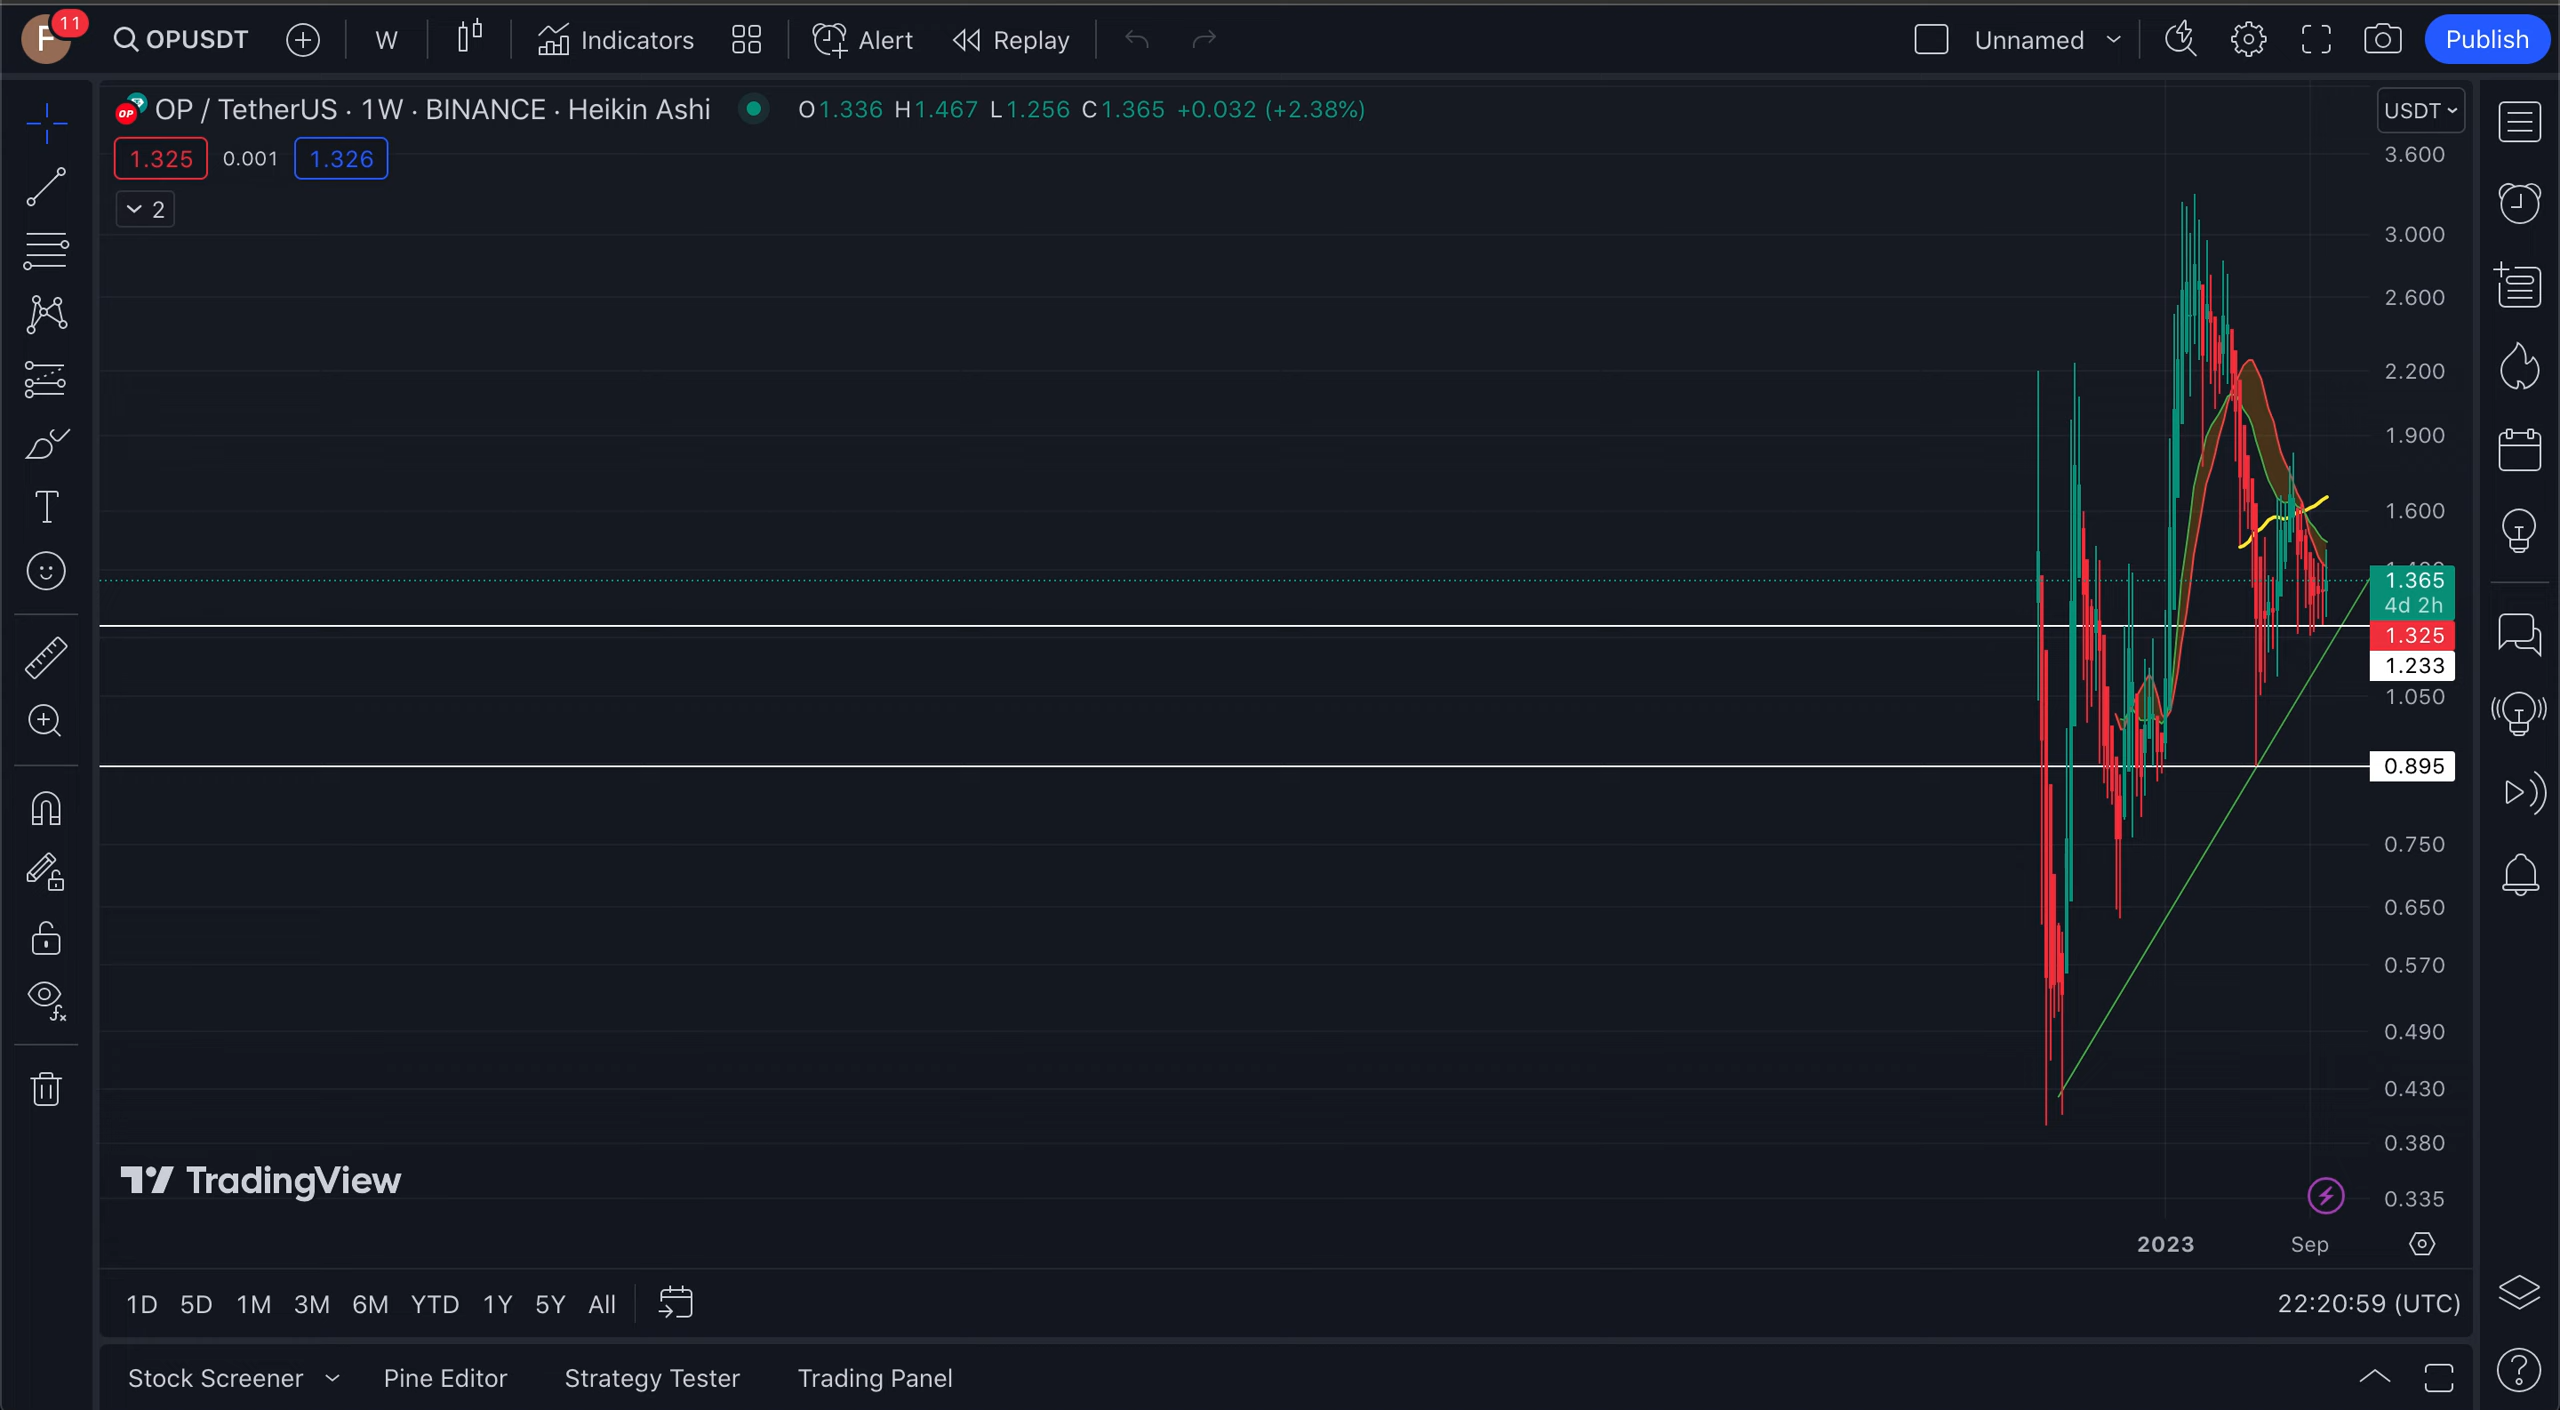 F 11 OPUSDT W Indicators Alert Replay Unnamed Publish
OP / TetherUS · 1W · BINANCE · Heikin Ashi O1.336 H1.467 L1.256 C1.365 +0.032 (+2.38%)
USDT
1.325 0.001 1.326
2
3.600
3.000
2.600
2.200
1.900
1.600
1.365
4d 2h
1.325
1.233
1.050
0.895
0.750
0.650
0.570
0.490
0.430
0.380
0.335
TradingView
2023 Sep
1D 5D 1M 3M 6M YTD 1Y 5Y All
22:20:59 (UTC)
Stock Screener Pine Editor Strategy Tester Trading Panel